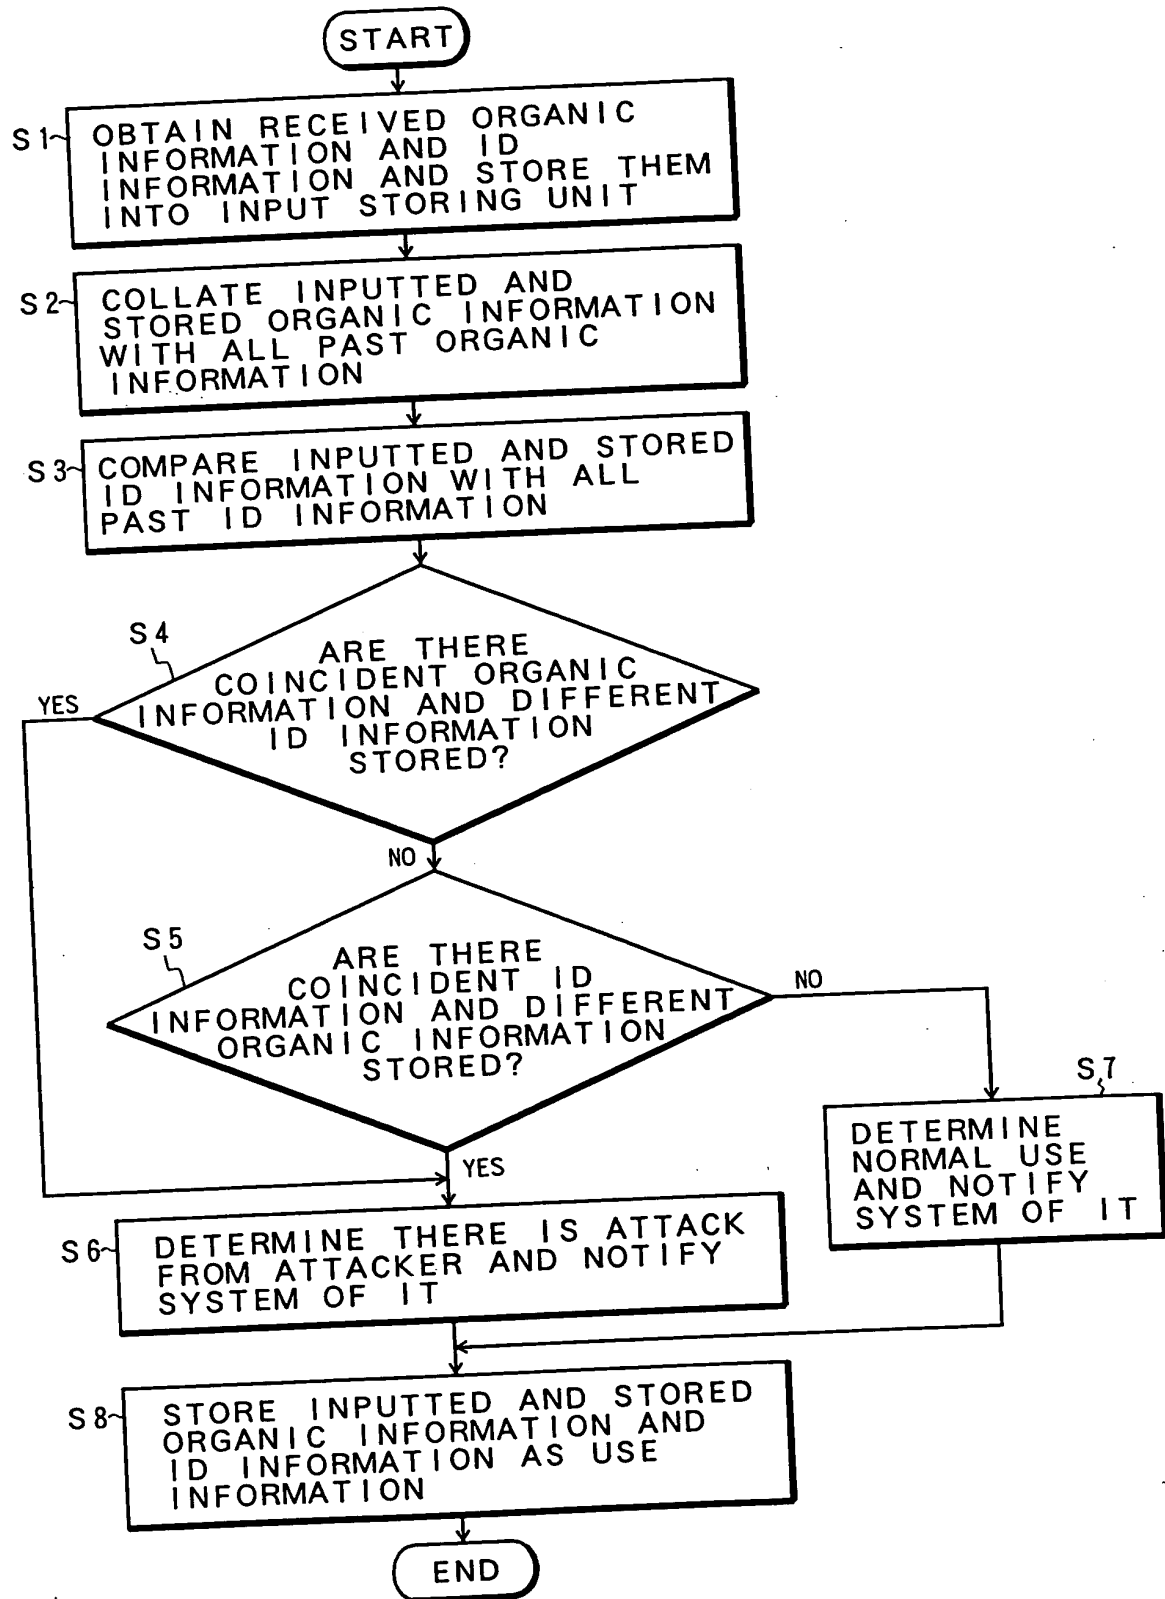 START
S1
OBTAIN RECEIVED ORGANIC
INFORMATION AND ID
INFORMATION AND STORE THEM
INTO INPUT STORING UNIT
S2
COLLATE INPUTTED AND
STORED ORGANIC INFORMATION
WITH ALL PAST ORGANIC
INFORMATION
S3
COMPARE INPUTTED AND STORED
ID INFORMATION WITH ALL
PAST ID INFORMATION
S4
ARE THERE
COINCIDENT ORGANIC
INFORMATION AND DIFFERENT
ID INFORMATION
STORED?
YES
NO
S5
ARE THERE
COINCIDENT ID
INFORMATION AND DIFFERENT
ORGANIC INFORMATION
STORED?
NO
YES
S7
DETERMINE
NORMAL USE
AND NOTIFY
SYSTEM OF IT
S6
DETERMINE THERE IS ATTACK
FROM ATTACKER AND NOTIFY
SYSTEM OF IT
S8
STORE INPUTTED AND STORED
ORGANIC INFORMATION AND
ID INFORMATION AS USE
INFORMATION
END